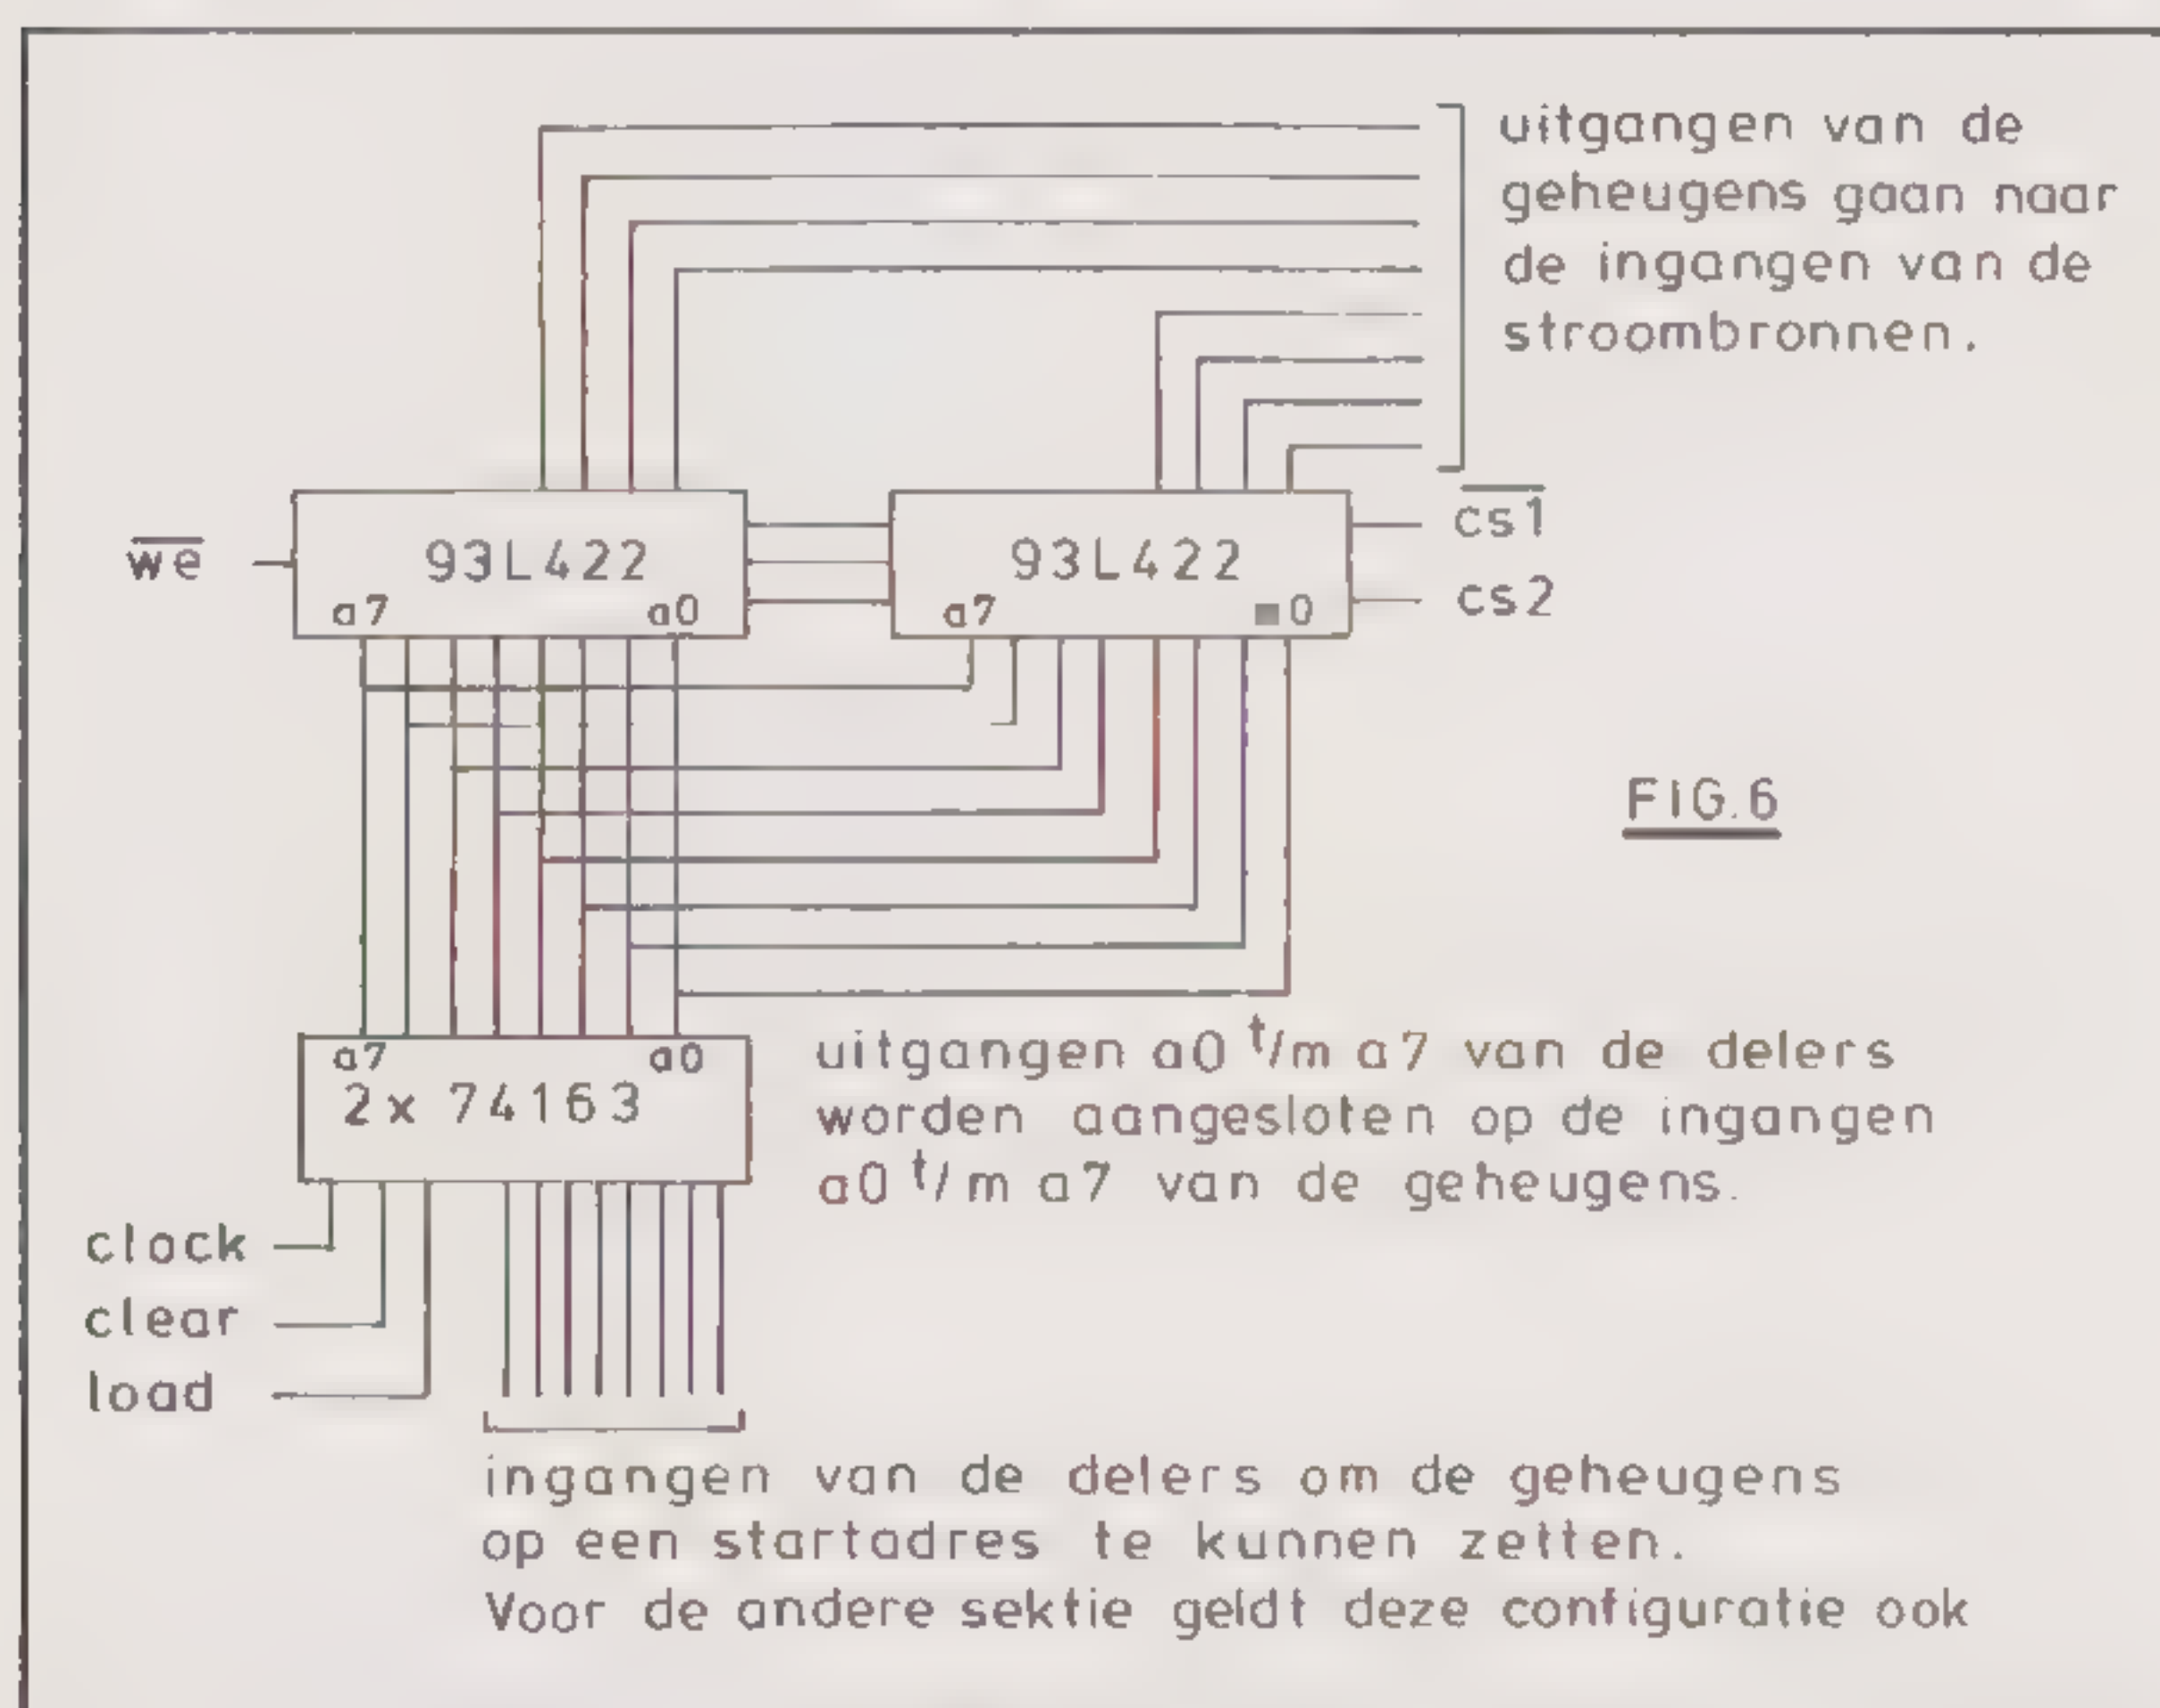 uitgangen van de
geheugens gaan naar
de ingangen van de
stroombronnen.
cs1
we
93L422
93L422
cs2
a7 a0
a7 0
FIG.6
a7 a0
2x 74163
uitgangen a0 t/m a7 van de delers
worden aangesloten op de ingangen
a0 t/m a7 van de geheugens.
clock
clear
load
ingangen van de delers om de geheugens
op een startadres te kunnen zetten.
Voor de andere sektie geldt deze configuratie ook